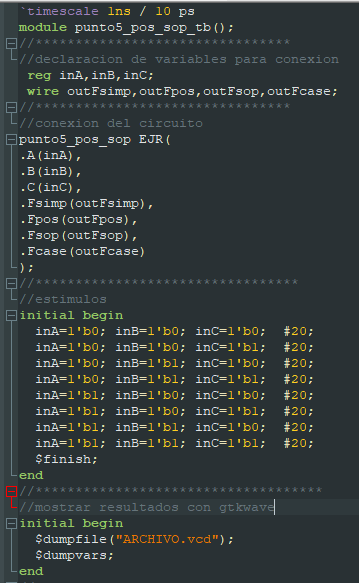 `timescale 1ns / 10 ps
module punto5_pos_sop_tb();
//********************************
//declaracion de variables para conexion
reg inA,inB,inC;
wire outFsimp,outFpos,outFsop,outFcase;
//********************************
//conexion del circuito
punto5_pos_sop EJR(
.A(inA),
.B(inB),
.C(inC),
.Fsimp(outFsimp),
.Fpos(outFpos),
.Fsop(outFsop),
.Fcase(outFcase)
);
//*********************************
//estimulos
initial begin
inA=1'b0; inB=1'b0; inC=1'b0;  #20;
inA=1'b0; inB=1'b0; inC=1'b1;  #20;
inA=1'b0; inB=1'b1; inC=1'b0;  #20;
inA=1'b0; inB=1'b1; inC=1'b1;  #20;
inA=1'b1; inB=1'b0; inC=1'b0;  #20;
inA=1'b1; inB=1'b0; inC=1'b1;  #20;
inA=1'b1; inB=1'b1; inC=1'b0;  #20;
inA=1'b1; inB=1'b1; inC=1'b1;  #20;
$finish;
end
//************************************
//mostrar resultados con gtkwave
initial begin
$dumpfile("ARCHIVO.vcd");
$dumpvars;
end